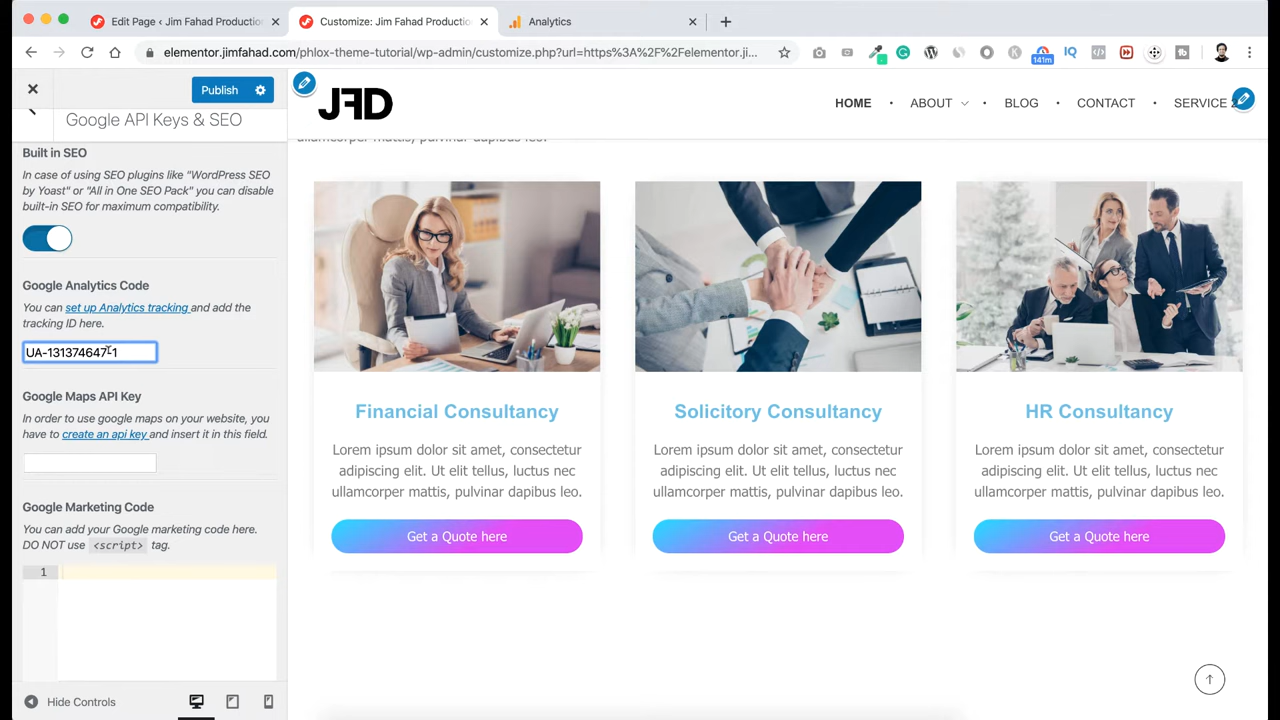 Edit Page ‹ Jim Fahad Production
Customize: Jim Fahad Productio
Analytics
elementor.jimfahad.com/phlox-theme-tutorial/wp-admin/customize.php?url=https%3A%2F%2Felementor.ji...
IQ
141m
Publish
Google API Keys & SEO
Built in SEO
In case of using SEO plugins like "WordPress SEO
by Yoast" or "All in One SEO Pack" you can disable
built-in SEO for maximum compatibility.
Google Analytics Code
You can set up Analytics tracking and add the
tracking ID here.
UA-131374647-1
Google Maps API Key
In order to use google maps on your website, you
have to create an api key and insert it in this field.
Google Marketing Code
You can add your Google marketing code here.
DO NOT use <script> tag.
1
Hide Controls
JFD
HOME
ABOUT
BLOG
CONTACT
SERVICE
ullamcorper mattis, pulvinar dapibus leo.
Financial Consultancy
Lorem ipsum dolor sit amet, consectetur
adipiscing elit. Ut elit tellus, luctus nec
ullamcorper mattis, pulvinar dapibus leo.
Get a Quote here
Solicitory Consultancy
Lorem ipsum dolor sit amet, consectetur
adipiscing elit. Ut elit tellus, luctus nec
ullamcorper mattis, pulvinar dapibus leo.
Get a Quote here
HR Consultancy
Lorem ipsum dolor sit amet, consectetur
adipiscing elit. Ut elit tellus, luctus nec
ullamcorper mattis, pulvinar dapibus leo.
Get a Quote here